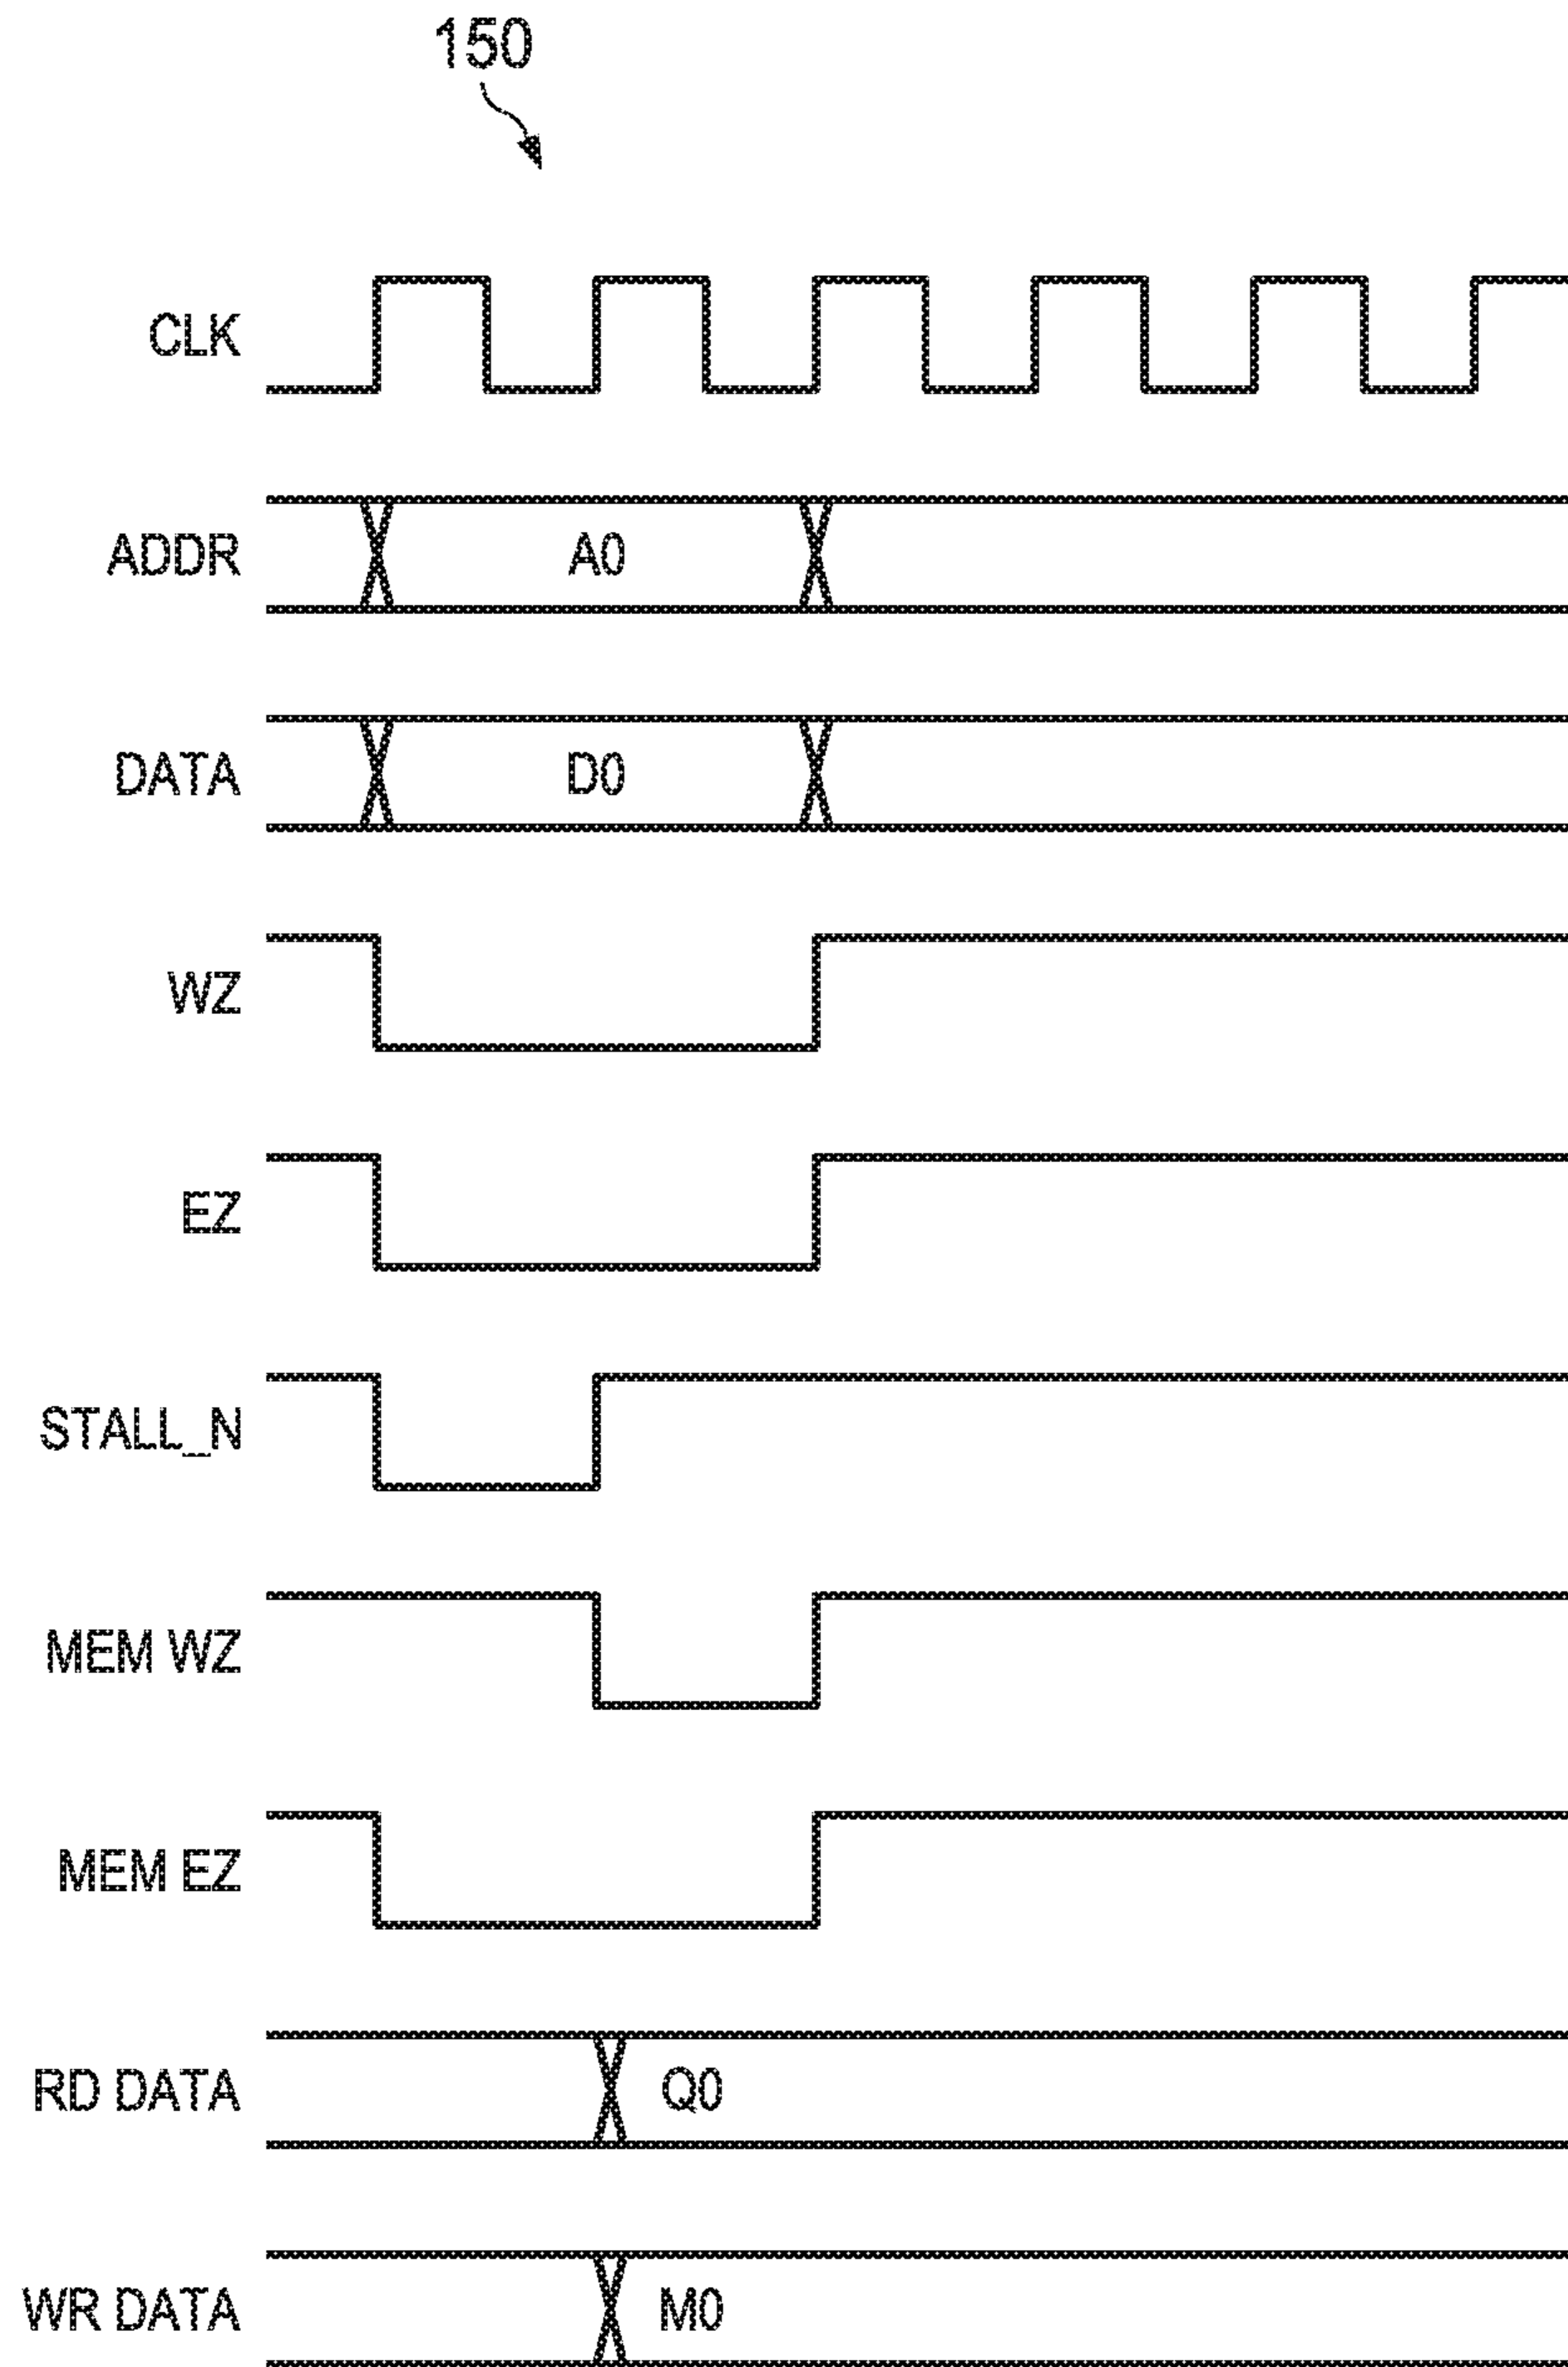 150
CLK
ADDR A0
DATA D0
WZ
EZ
STALL_N
MEM WZ
MEM EZ
RD DATA Q0
WR DATA M0